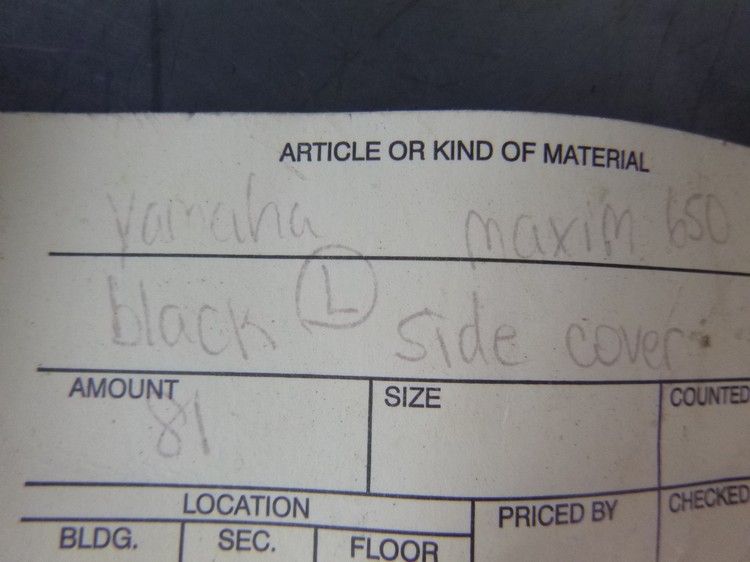 ARTICLE OR KIND OF MATERIAL
yamaha maxim 650
black L side cover
AMOUNT SIZE COUNTED
81
LOCATION PRICED BY CHECKED
BLDG. SEC. FLOOR